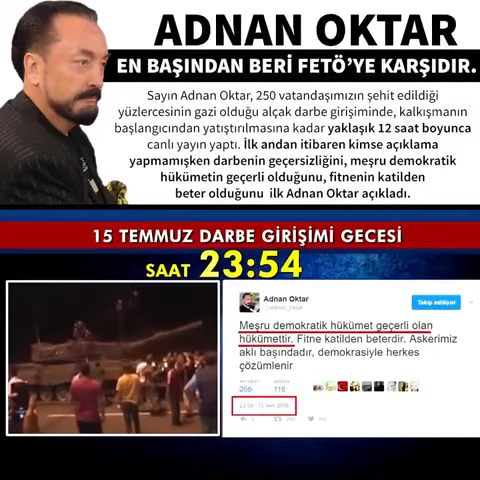 ADNAN OKTAR
EN BAŞINDAN BERİ FETÖ'YE KARŞIDIR.
Sayın Adnan Oktar, 250 vatandaşımızın şehit edildiği
yüzlercesinin gazi olduğu alçak darbe girişiminde, kalkışmanın
başlangıcından yatıştırılmasına kadar yaklaşık 12 saat boyunca
canlı yayın yaptı. İlk andan itibaren kimse açıklama
yapmamışken darbenin geçersizliğini, meşru demokratik
hükümetin geçerli olduğunu, fitnenin katilden
beter olduğunu ilk Adnan Oktar açıkladı.
15 TEMMUZ DARBE GİRİŞİMİ GECESİ
SAAT 23:54
Adnan Oktar
Takip ediliyor
Meşru demokratik hükümet geçerli olan
hükümettir. Fitne katilden beterdir. Askerimiz
aklı başındadır, demokrasiyle herkes
çözümlenir
266 116